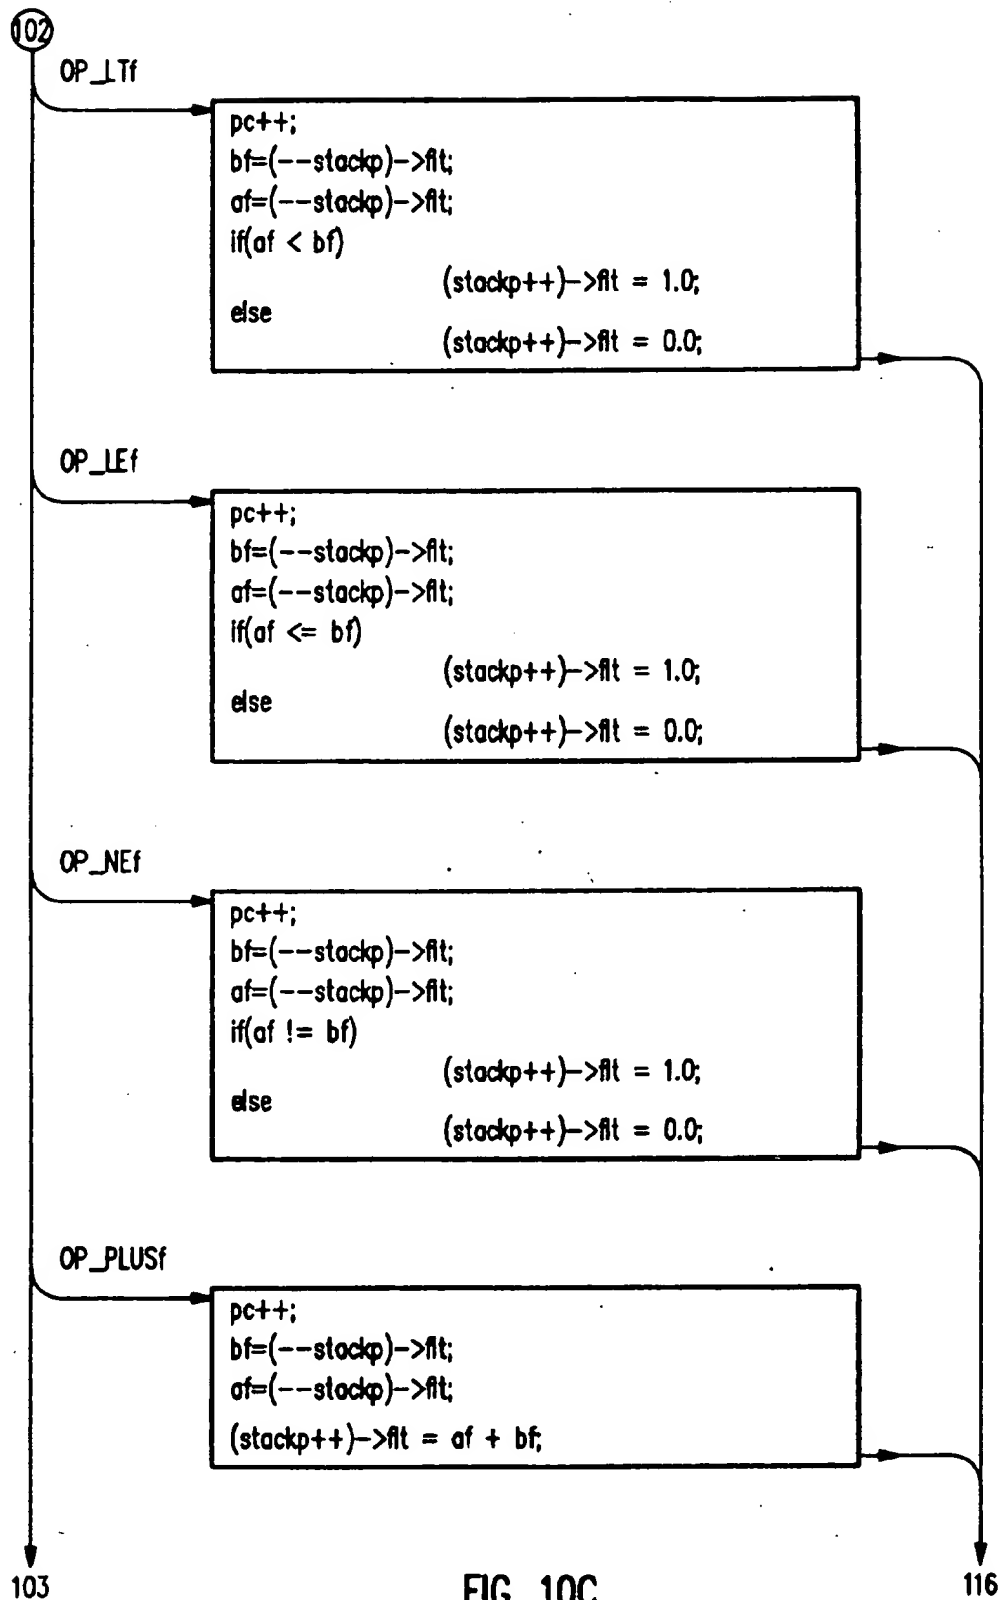 102
OP_LTf
pc++;
bf=(--stackp)->flt;
af=(--stackp)->flt;
if(af < bf)
(stackp++)->flt = 1.0;
else
(stackp++)->flt = 0.0;
OP_LEf
pc++;
bf=(--stackp)->flt;
af=(--stackp)->flt;
if(af <= bf)
(stackp++)->flt = 1.0;
else
(stackp++)->flt = 0.0;
OP_NEf
pc++;
bf=(--stackp)->flt;
af=(--stackp)->flt;
if(af != bf)
(stackp++)->flt = 1.0;
else
(stackp++)->flt = 0.0;
OP_PLUSf
pc++;
bf=(--stackp)->flt;
af=(--stackp)->flt;
(stackp++)->flt = af + bf;
103
FIG. 10C
116